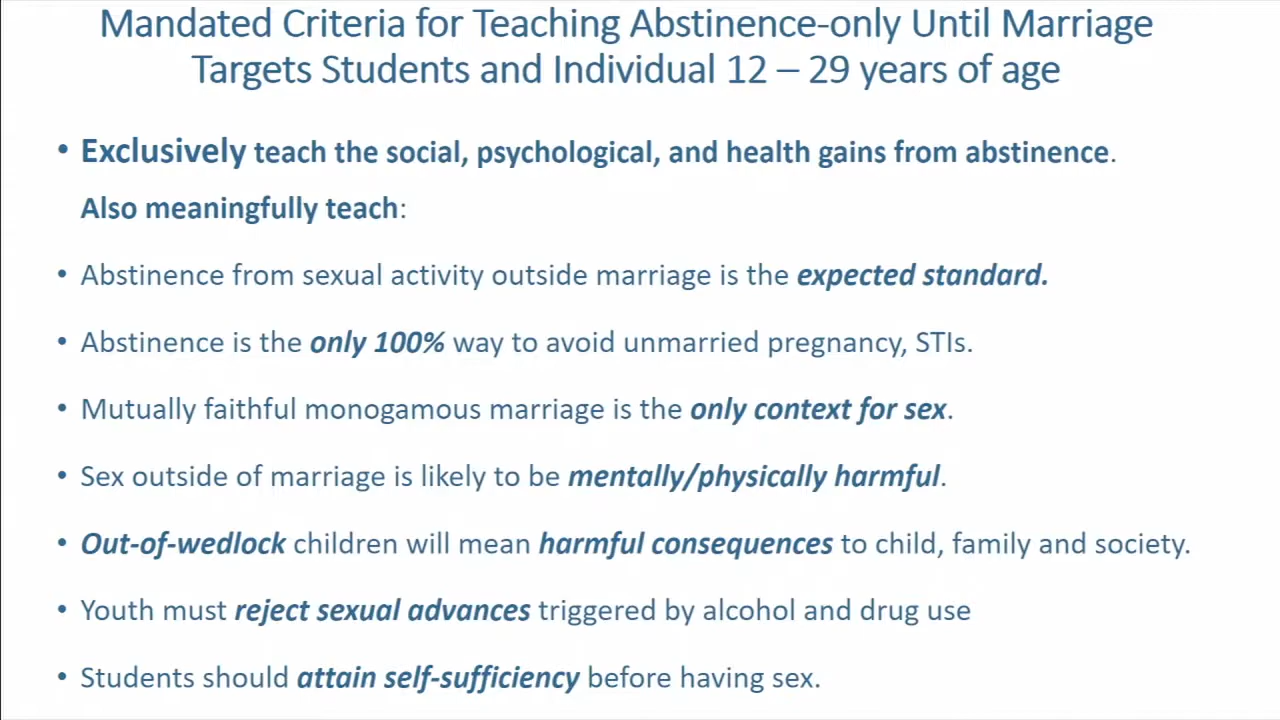 Mandated Criteria for Teaching Abstinence-only Until Marriage
Targets Students and Individual 12 – 29 years of age
• Exclusively teach the social, psychological, and health gains from abstinence.
Also meaningfully teach:
• Abstinence from sexual activity outside marriage is the expected standard.
• Abstinence is the only 100% way to avoid unmarried pregnancy, STIs.
• Mutually faithful monogamous marriage is the only context for sex.
• Sex outside of marriage is likely to be mentally/physically harmful.
• Out-of-wedlock children will mean harmful consequences to child, family and society.
• Youth must reject sexual advances triggered by alcohol and drug use
• Students should attain self-sufficiency before having sex.